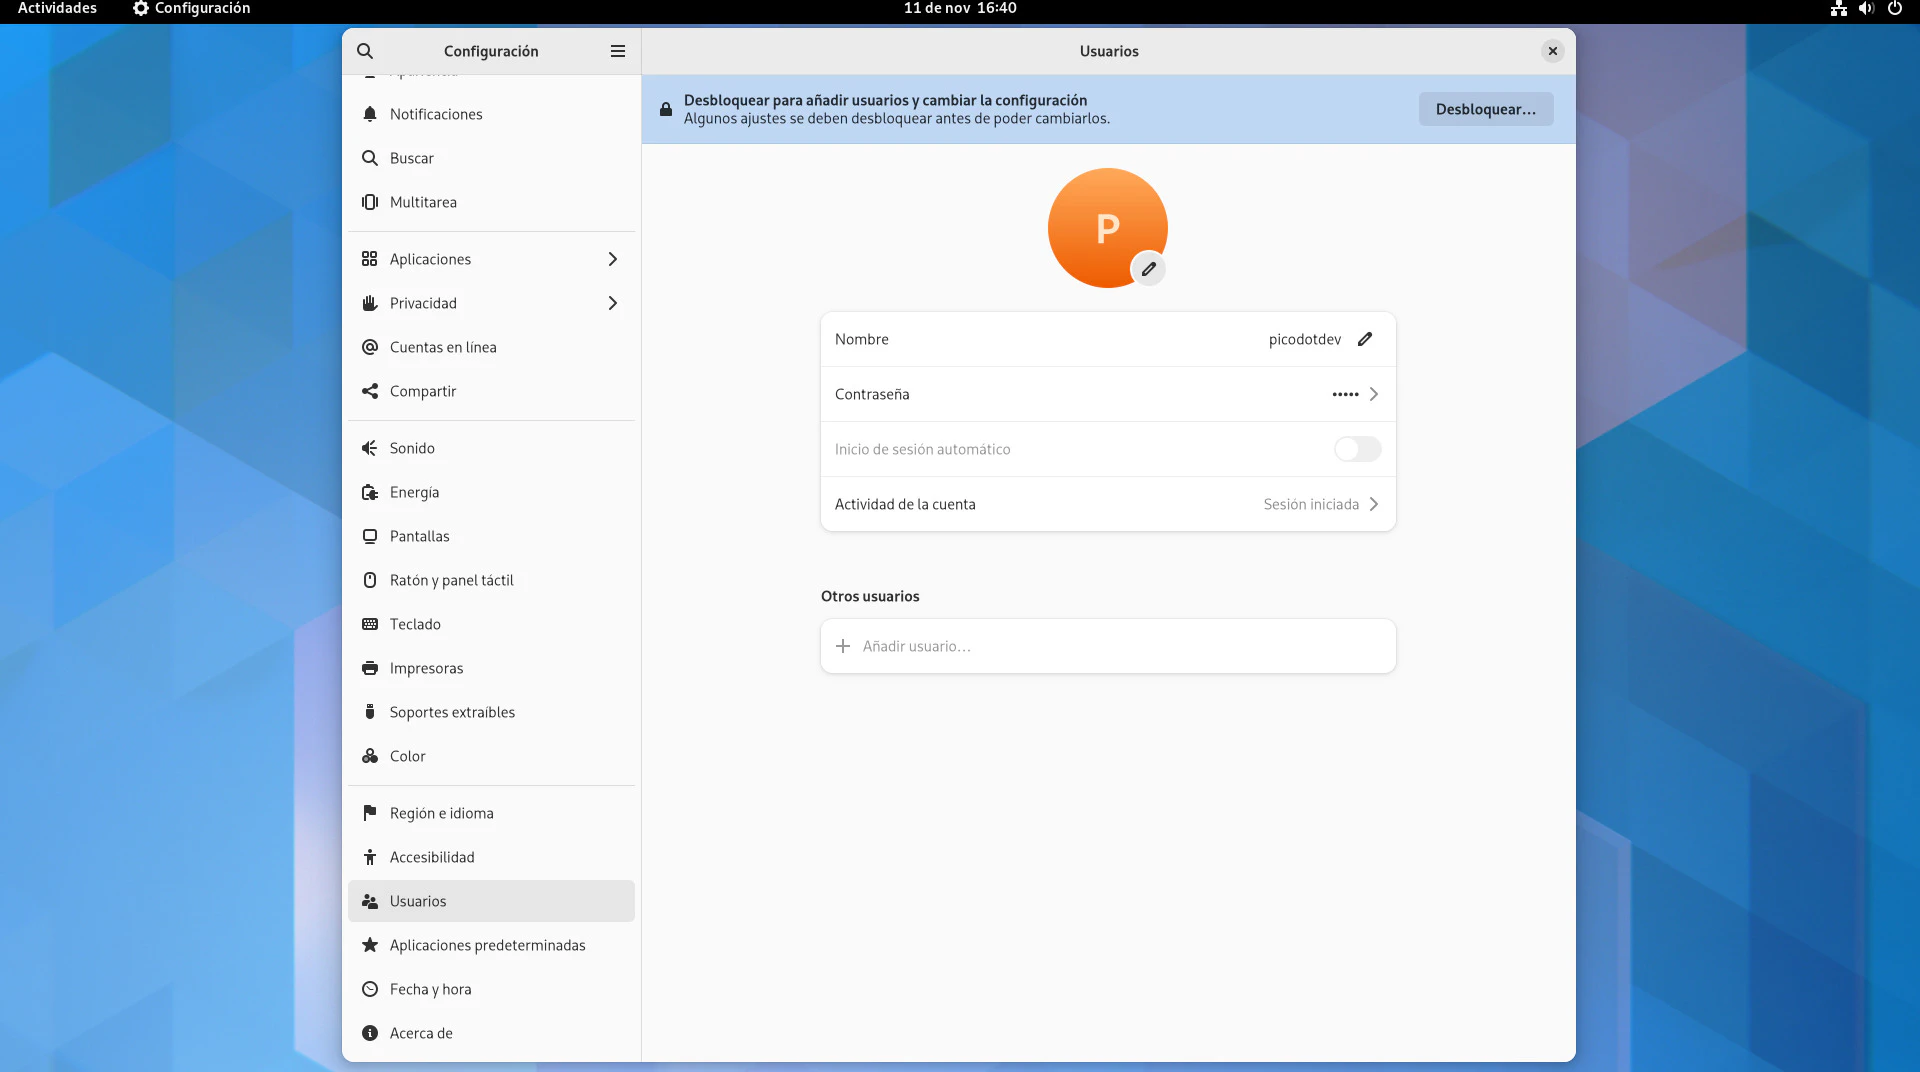 Actividades
Configuración
11 de nov 16:40
Configuración
Usuarios
Notificaciones
Buscar
Multitarea
Aplicaciones
Privacidad
Cuentas en línea
Compartir
Sonido
Energía
Pantallas
Ratón y panel táctil
Teclado
Impresoras
Soportes extraíbles
Color
Región e idioma
Accesibilidad
Usuarios
Aplicaciones predeterminadas
Fecha y hora
Acerca de
Desbloquear para añadir usuarios y cambiar la configuración
Algunos ajustes se deben desbloquear antes de poder cambiarlos.
Desbloquear…
P
Nombre
picodotdev
Contraseña
•••••
Inicio de sesión automático
Actividad de la cuenta
Sesión iniciada
Otros usuarios
Añadir usuario…